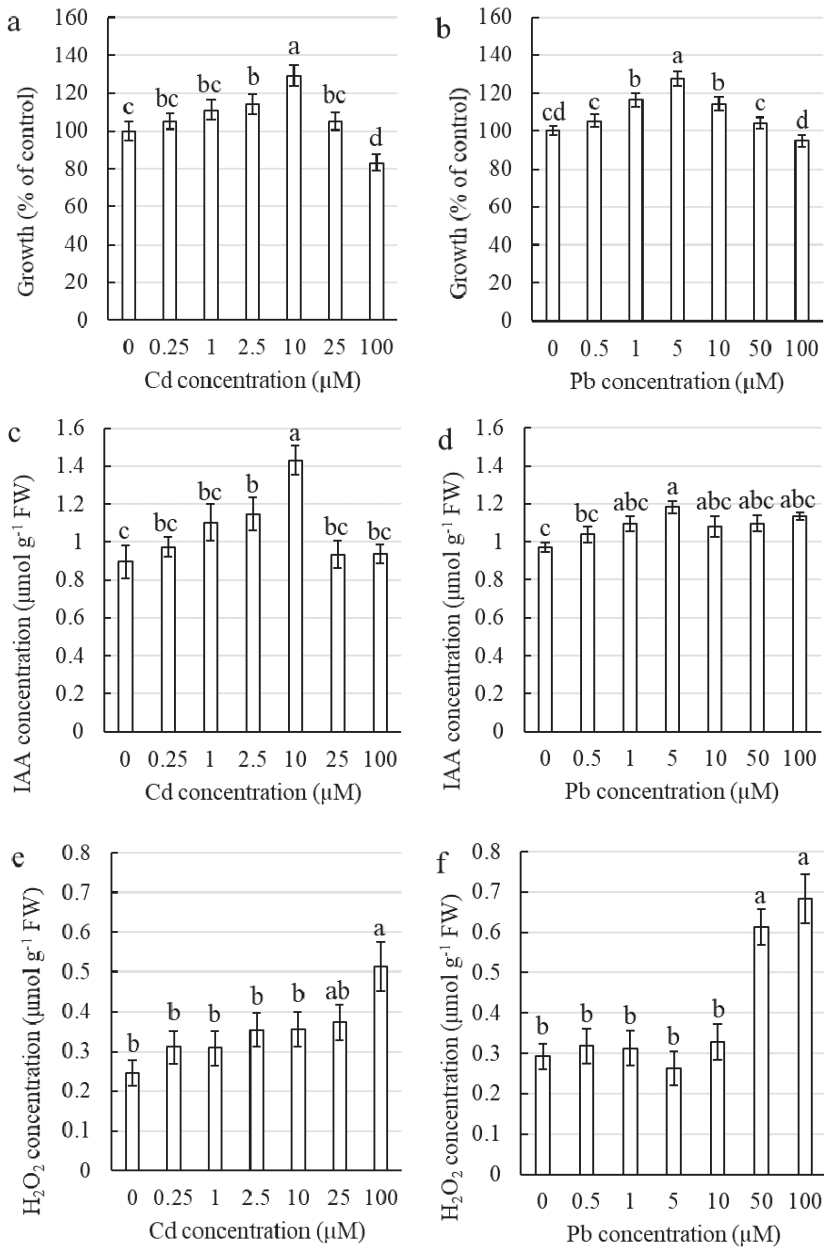 a
160
140
120
100
80
60
40
20
0
Growth (% of control)
c bc bc b a bc d
0 0.25 1 2.5 10 25 100
Cd concentration (μM)
b
160
140
120
100
80
60
40
20
0
Growth (% of control)
cd c b a b c d
0 0.5 1 5 10 50 100
Pb concentration (μM)
c
1.6
1.4
1.2
1
0.8
0.6
0.4
0.2
0
IAA concentration (μmol g⁻¹ FW)
c bc bc b a bc bc
0 0.25 1 2.5 10 25 100
Cd concentration (μM)
d
1.6
1.4
1.2
1
0.8
0.6
0.4
0.2
0
IAA concentration (μmol g⁻¹ FW)
c bc abc a abc abc abc
0 0.5 1 5 10 50 100
Pb concentration (μM)
e
0.8
0.7
0.6
0.5
0.4
0.3
0.2
0.1
0
H₂O₂ concentration (μmol g⁻¹ FW)
b b b b b ab a
0 0.25 1 2.5 10 25 100
Cd concentration (μM)
f
0.8
0.7
0.6
0.5
0.4
0.3
0.2
0.1
0
H₂O₂ concentration (μmol g⁻¹ FW)
b b b b b a a
0 0.5 1 5 10 50 100
Pb concentration (μM)